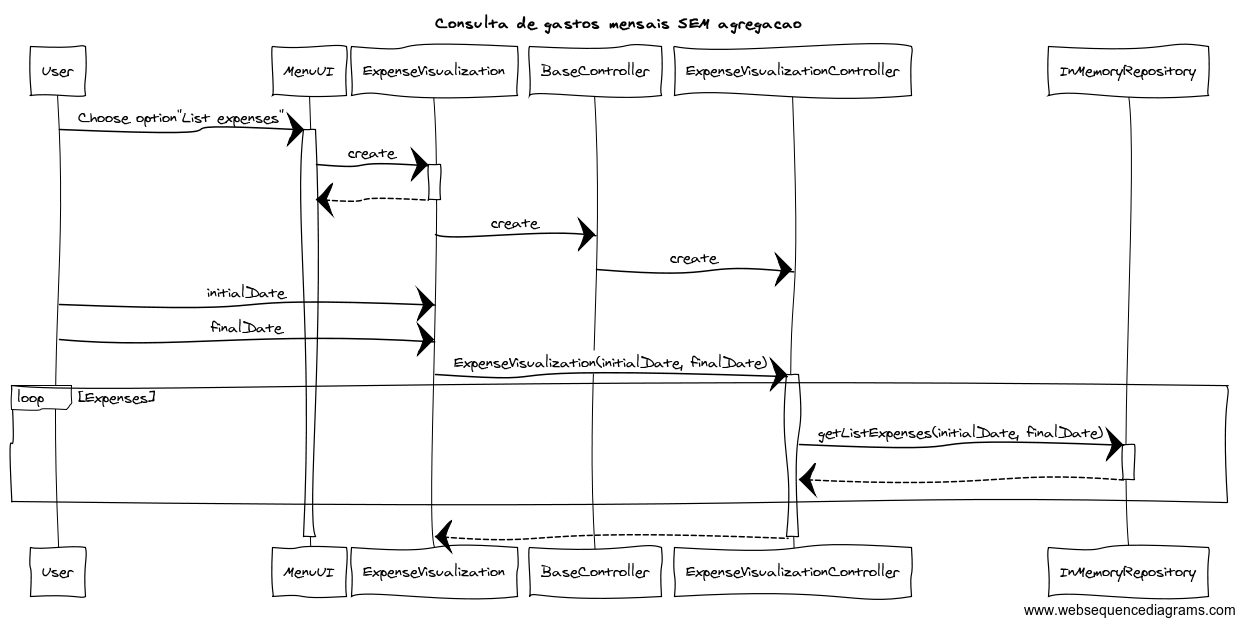 Consulta de gastos mensais SEM agregacao
User
MenuUI
ExpenseVisualization
BaseController
ExpenseVisualizationController
InMemoryRepository
Choose option"List expenses"
create
create
create
initialDate
finalDate
ExpenseVisualization(initialDate, finalDate)
loop
[Expenses]
getListExpenses(initialDate, finalDate)
User
MenuUI
ExpenseVisualization
BaseController
ExpenseVisualizationController
InMemoryRepository
www.websequencediagrams.com